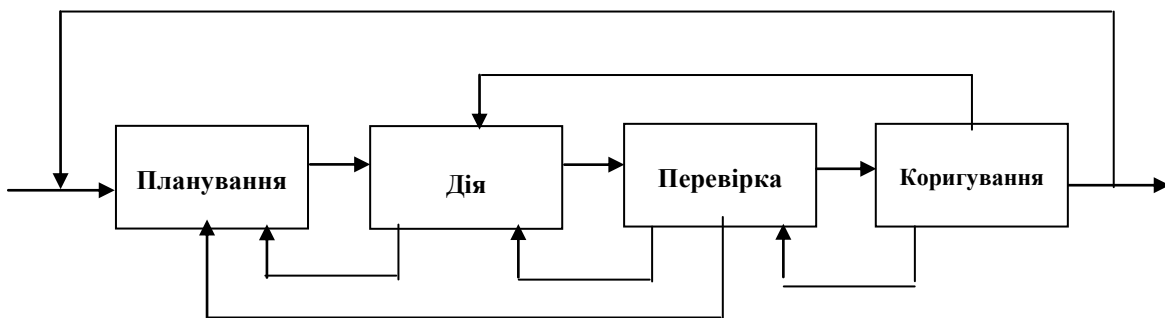 Планування
Дія
Перевірка
Коригування